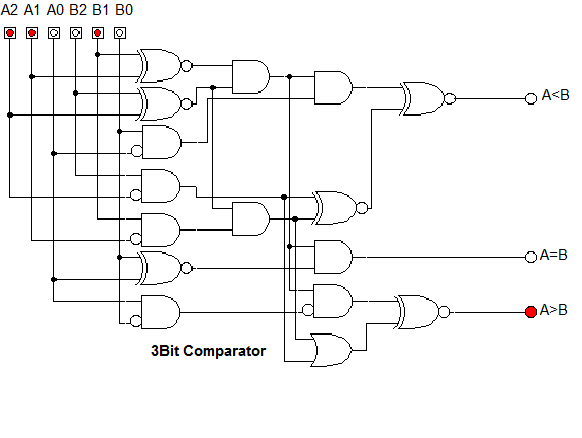 A2 A1 A0 B2 B1 B0
A<B
A=B
A>B
3Bit Comparator